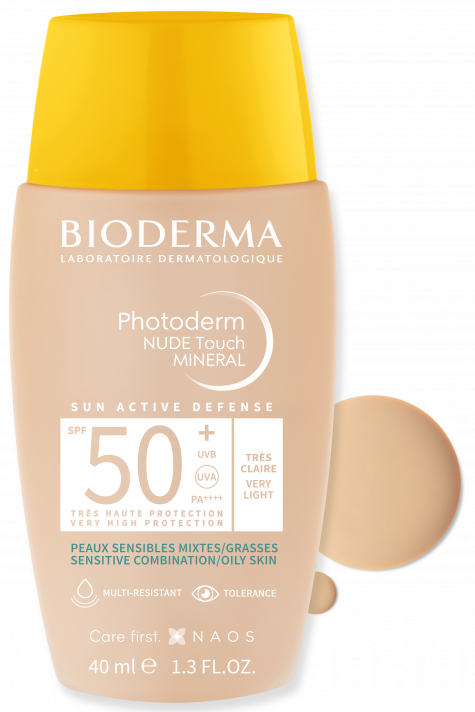 BIODERMA
LABORATOIRE DERMATOLOGIQUE
Photoderm
NUDE Touch
MINERAL
SUN ACTIVE DEFENSE
SPF 50+
UVB
UVA
PA++++
TRÈS HAUTE PROTECTION
VERY HIGH PROTECTION
TRÈS
CLAIRE
VERY
LIGHT
PEAUX SENSIBLES MIXTES/GRASSES
SENSITIVE COMBINATION/OILY SKIN
MULTI-RESISTANT TOLERANCE
Care first. NAOS
40 ml ℮ 1.3 FL.OZ.